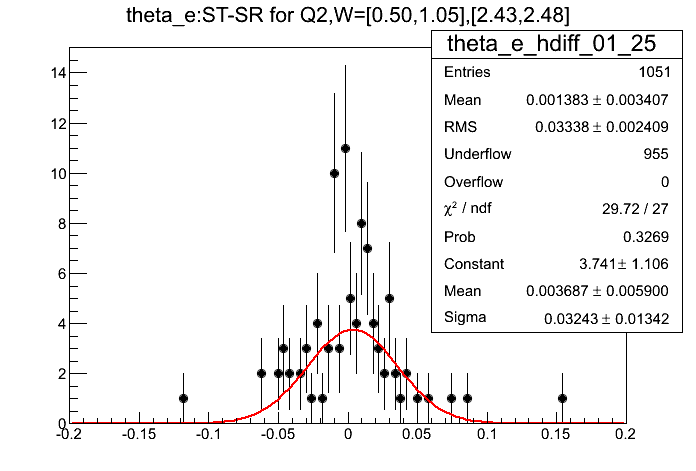 theta_e:ST-SR for Q2,W=[0.50,1.05],[2.43,2.48]
theta_e_hdiff_01_25
Entries 1051
Mean 0.001383 ± 0.003407
RMS 0.03338 ± 0.002409
Underflow 955
Overflow 0
χ² / ndf 29.72 / 27
Prob 0.3269
Constant 3.741 ± 1.106
Mean 0.003687 ± 0.005900
Sigma 0.03243 ± 0.01342
14
12
10
8
6
4
2
0
-0.2 -0.15 -0.1 -0.05 0 0.05 0.1 0.15 0.2